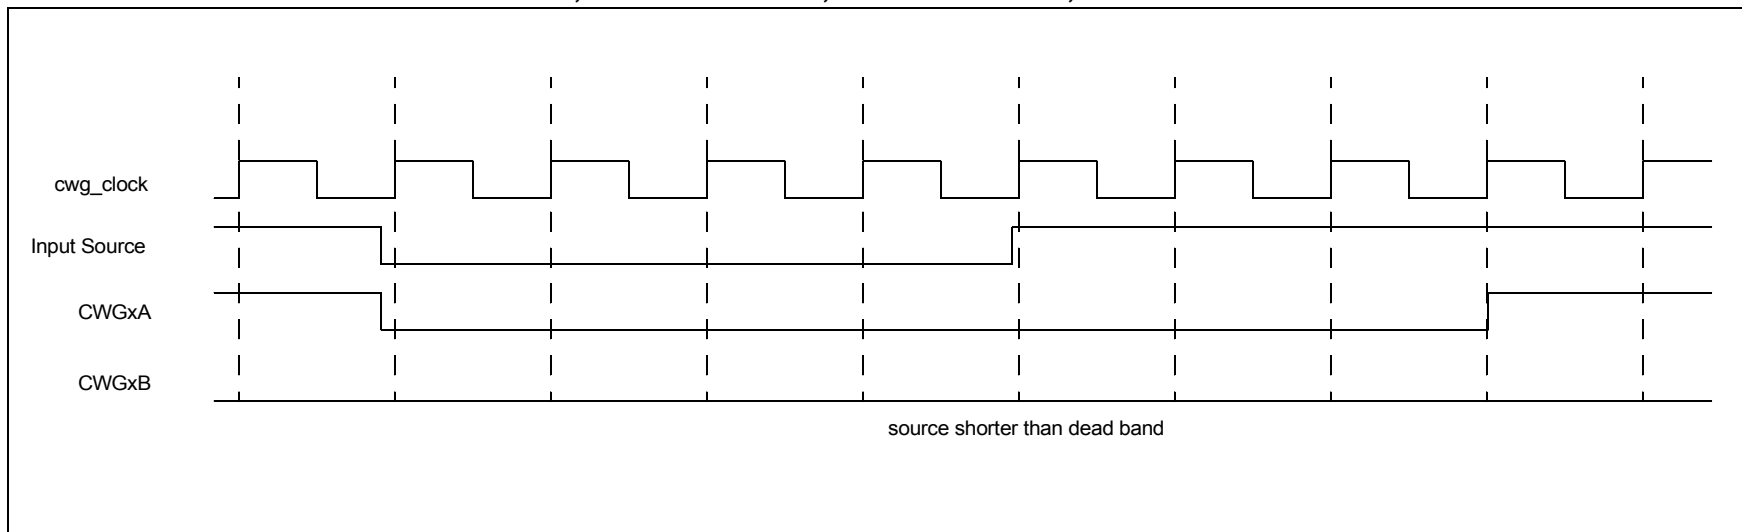 cwg_clock
Input Source
CWGxA
CWGxB
source shorter than dead band